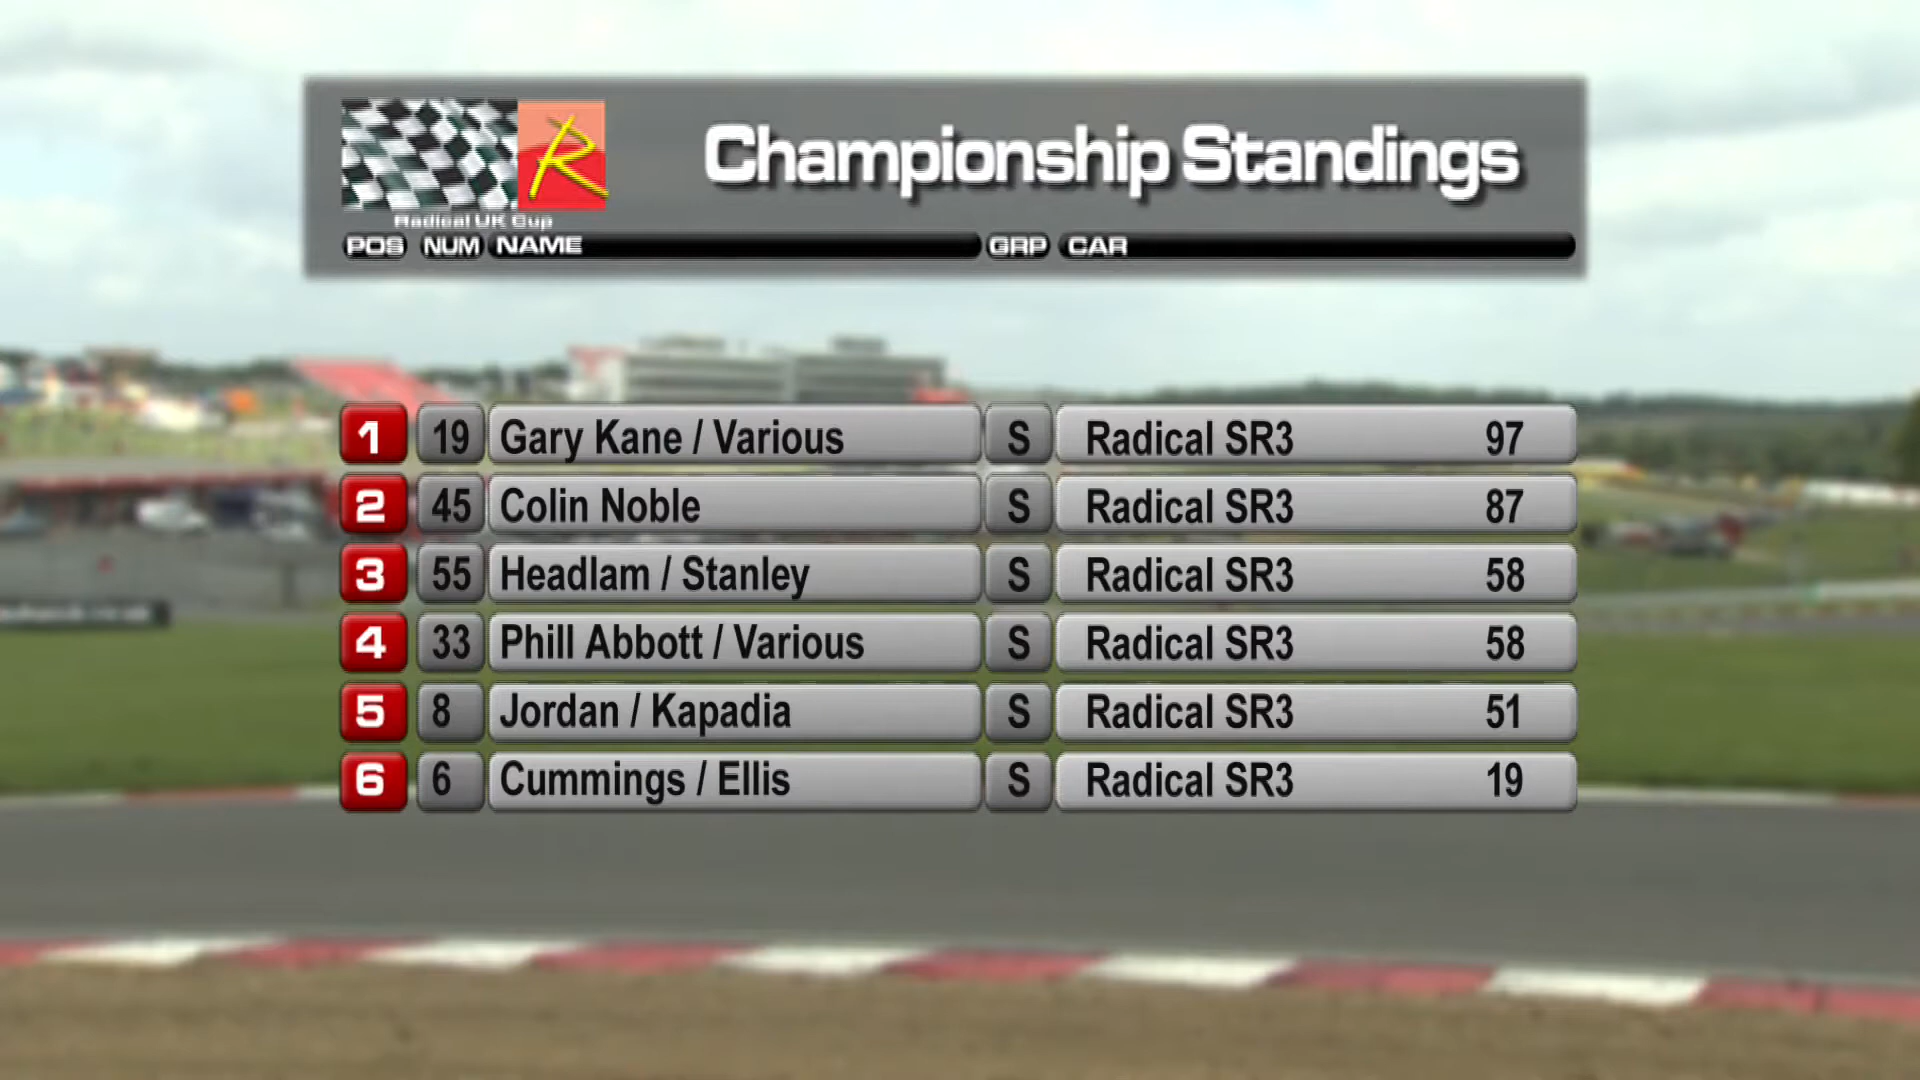 Championship Standings
R
Radical UK Cup
POS NUM NAME GRP CAR
1 19 Gary Kane / Various S Radical SR3 97
2 45 Colin Noble S Radical SR3 87
3 55 Headlam / Stanley S Radical SR3 58
4 33 Phill Abbott / Various S Radical SR3 58
5 8 Jordan / Kapadia S Radical SR3 51
6 6 Cummings / Ellis S Radical SR3 19